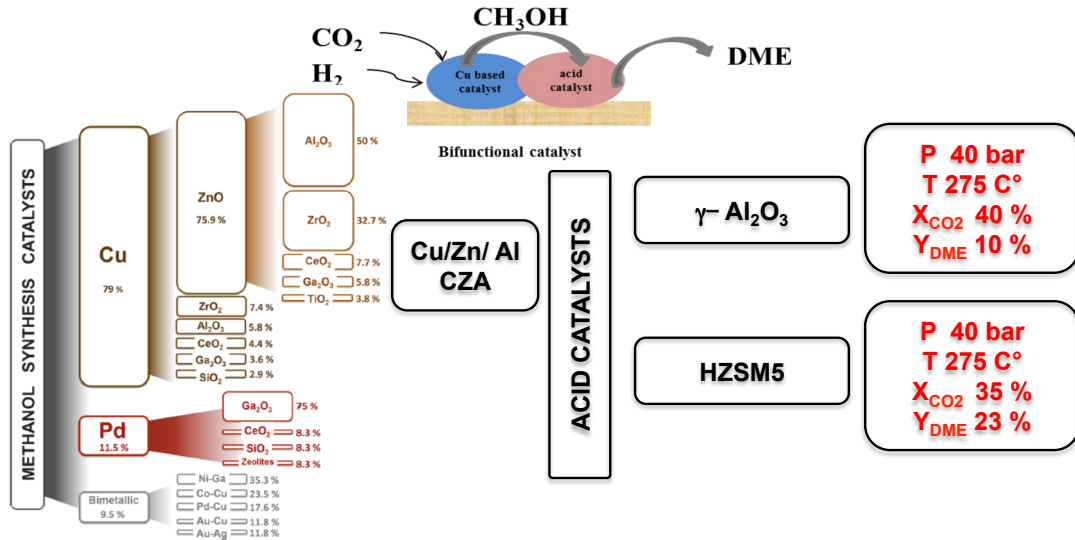 CH₃OH
CO₂
H₂
DME
Cu based
catalyst
acid
catalyst
Bifunctional catalyst
METHANOL SYNTHESIS CATALYSTS
Cu
79 %
ZnO
75.9 %
Al₂O₃ 50 %
ZrO₂ 32.7 %
CeO₂ 7.7 %
Ga₂O₃ 5.8 %
TiO₂ 3.8 %
ZrO₂ 7.4 %
Al₂O₃ 5.8 %
CeO₂ 4.4 %
Ga₂O₃ 3.6 %
SiO₂ 2.9 %
Pd
11.5 %
Ga₂O₃ 75 %
CeO₂ 8.3 %
SiO₂ 8.3 %
Zeolites 8.3 %
Bimetallic
9.5 %
Ni-Ga 35.3 %
Co-Cu 23.5 %
Pd-Cu 17.6 %
Au-Cu 11.8 %
Au-Ag 11.8 %
Cu/Zn/ Al
CZA
ACID CATALYSTS
γ– Al₂O₃
P 40 bar
T 275 C°
X_CO2 40 %
Y_DME 10 %
HZSM5
P 40 bar
T 275 C°
X_CO2 35 %
Y_DME 23 %